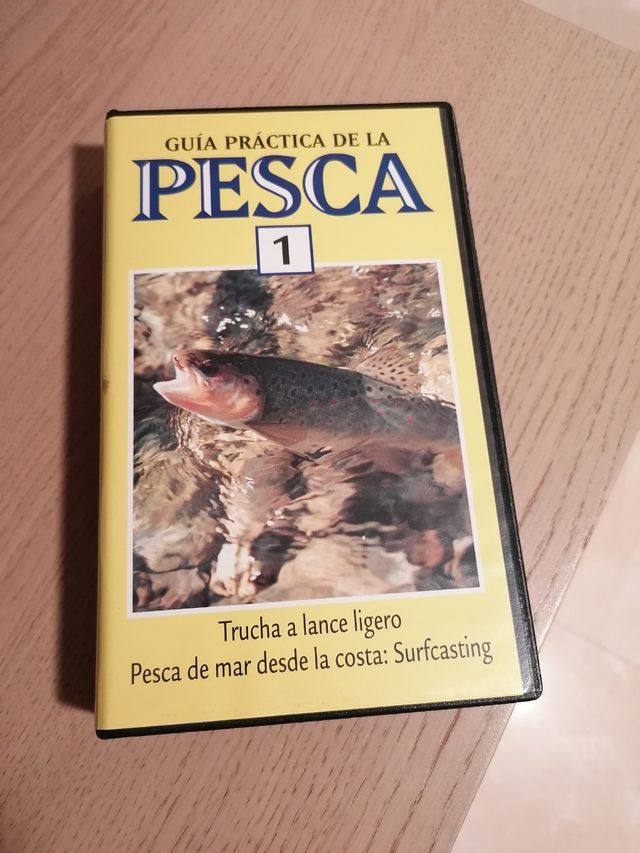 GUÍA PRÁCTICA DE LA
PESCA
1
Trucha a lance ligero
Pesca de mar desde la costa: Surfcasting